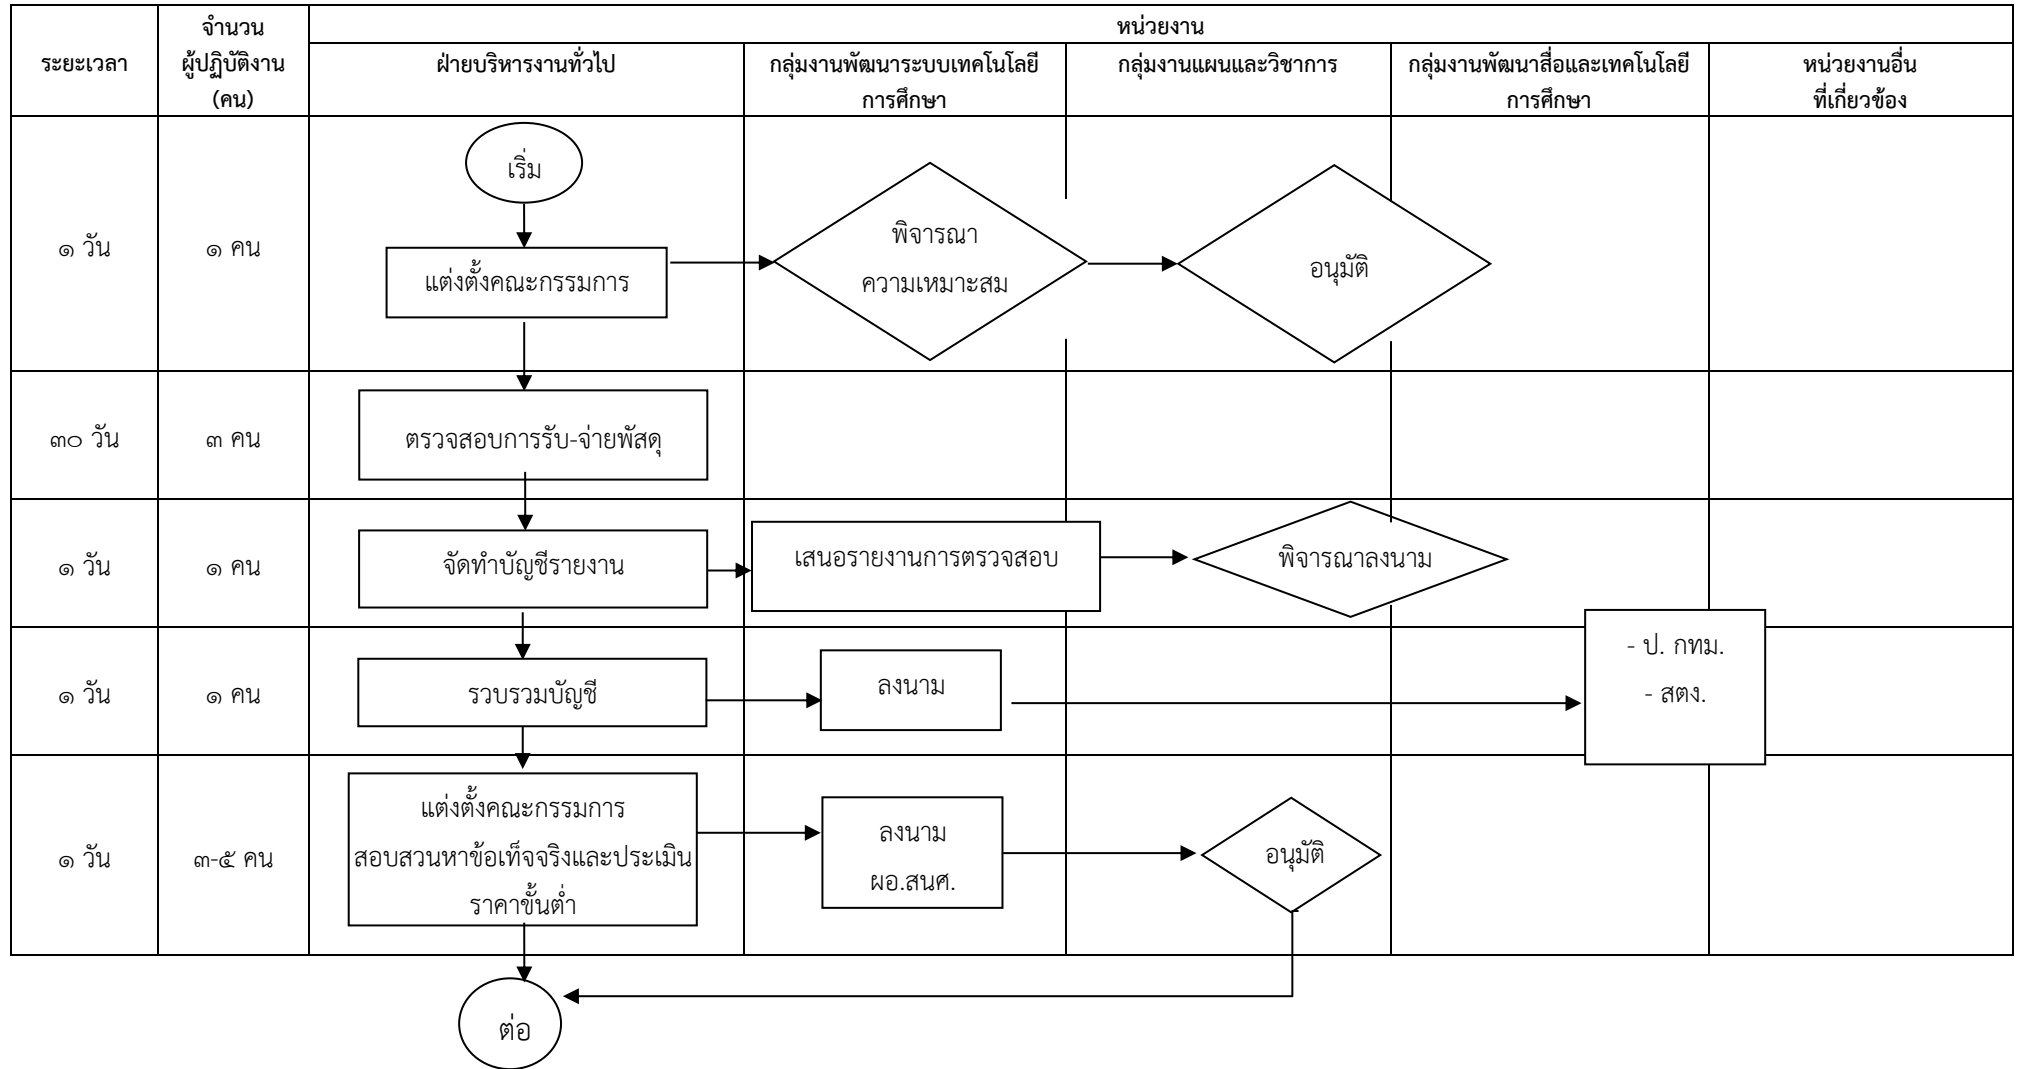 ระยะเวลา
จำนวน
ผู้ปฏิบัติงาน
(คน)
หน่วยงาน
ฝ่ายบริหารงานทั่วไป
กลุ่มงานพัฒนาระบบเทคโนโลยี
การศึกษา
กลุ่มงานแผนและวิชาการ
กลุ่มงานพัฒนาสื่อและเทคโนโลยี
การศึกษา
หน่วยงานอื่น
ที่เกี่ยวข้อง
๑ วัน
๑ คน
เริ่ม
แต่งตั้งคณะกรรมการ
พิจารณา
ความเหมาะสม
อนุมัติ
๓๐ วัน
๓ คน
ตรวจสอบการรับ-จ่ายพัสดุ
๑ วัน
๑ คน
จัดทำบัญชีรายงาน
เสนอรายงานการตรวจสอบ
พิจารณาลงนาม
๑ วัน
๑ คน
รวบรวมบัญชี
ลงนาม
- ป. กทม.
- สตง.
๑ วัน
๓-๕ คน
แต่งตั้งคณะกรรมการ
สอบสวนหาข้อเท็จจริงและประเมิน
ราคาขั้นต่ำ
ลงนาม
ผอ.สนศ.
อนุมัติ
ต่อ